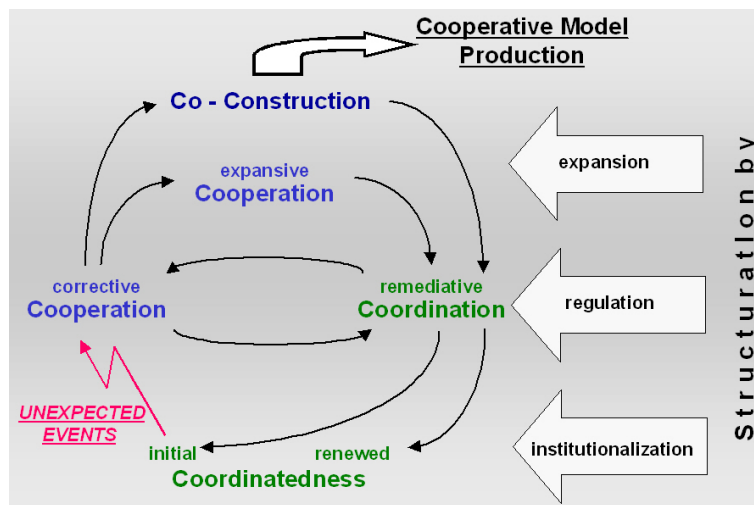 Cooperative Model
Production
Co - Construction
expansive
Cooperation
expansion
corrective
Cooperation
remediative
Coordination
regulation
UNEXPECTED
EVENTS
initial
renewed
Coordinatedness
institutionalization
Structuration by